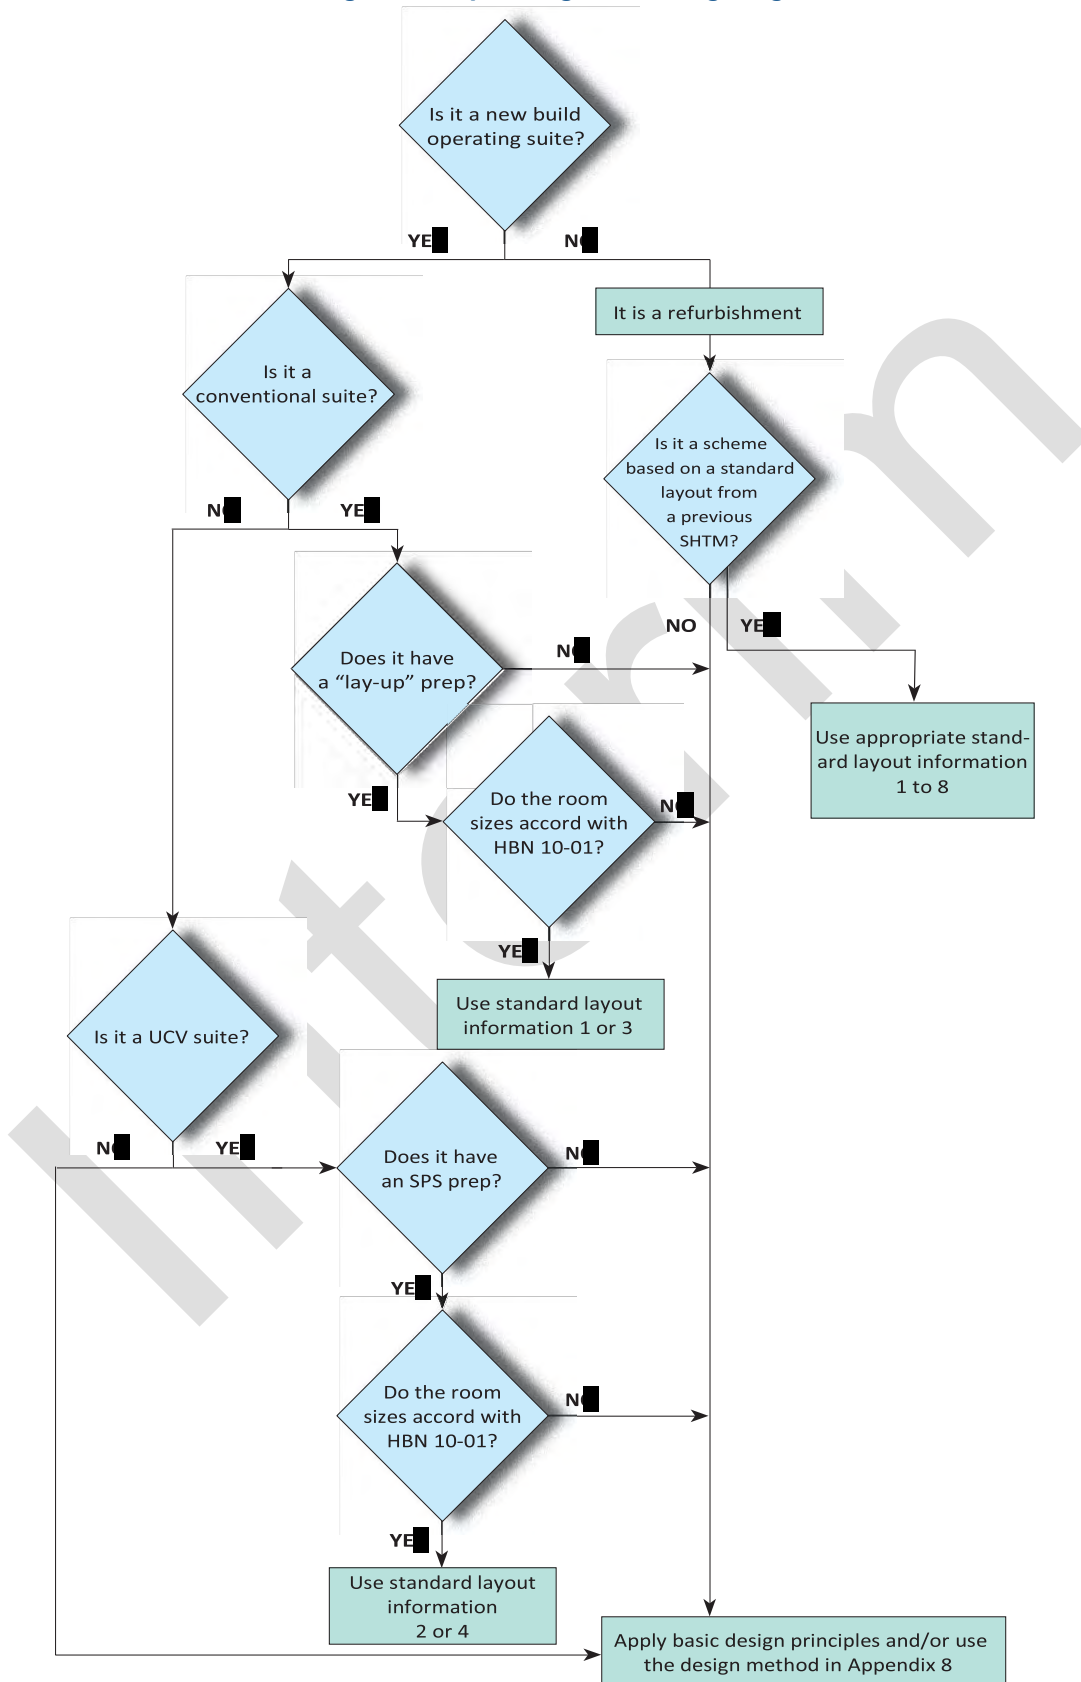 Is it a new build
operating suite?
YE
NO
It is a refurbishment
Is it a
conventional suite?
Is it a scheme
based on a standard
layout from
a previous
SHTM?
NO
YE
NO
YE
Does it have
a “lay-up” prep?
NO
Use appropriate stand-
ard layout information
1 to 8
YE
Do the room
sizes accord with
HBN 10-01?
NO
YE
Use standard layout
information 1 or 3
Is it a UCV suite?
NO
YE
Does it have
an SPS prep?
NO
YE
Do the room
sizes accord with
HBN 10-01?
NO
YE
Use standard layout
information
2 or 4
Apply basic design principles and/or use
the design method in Appendix 8